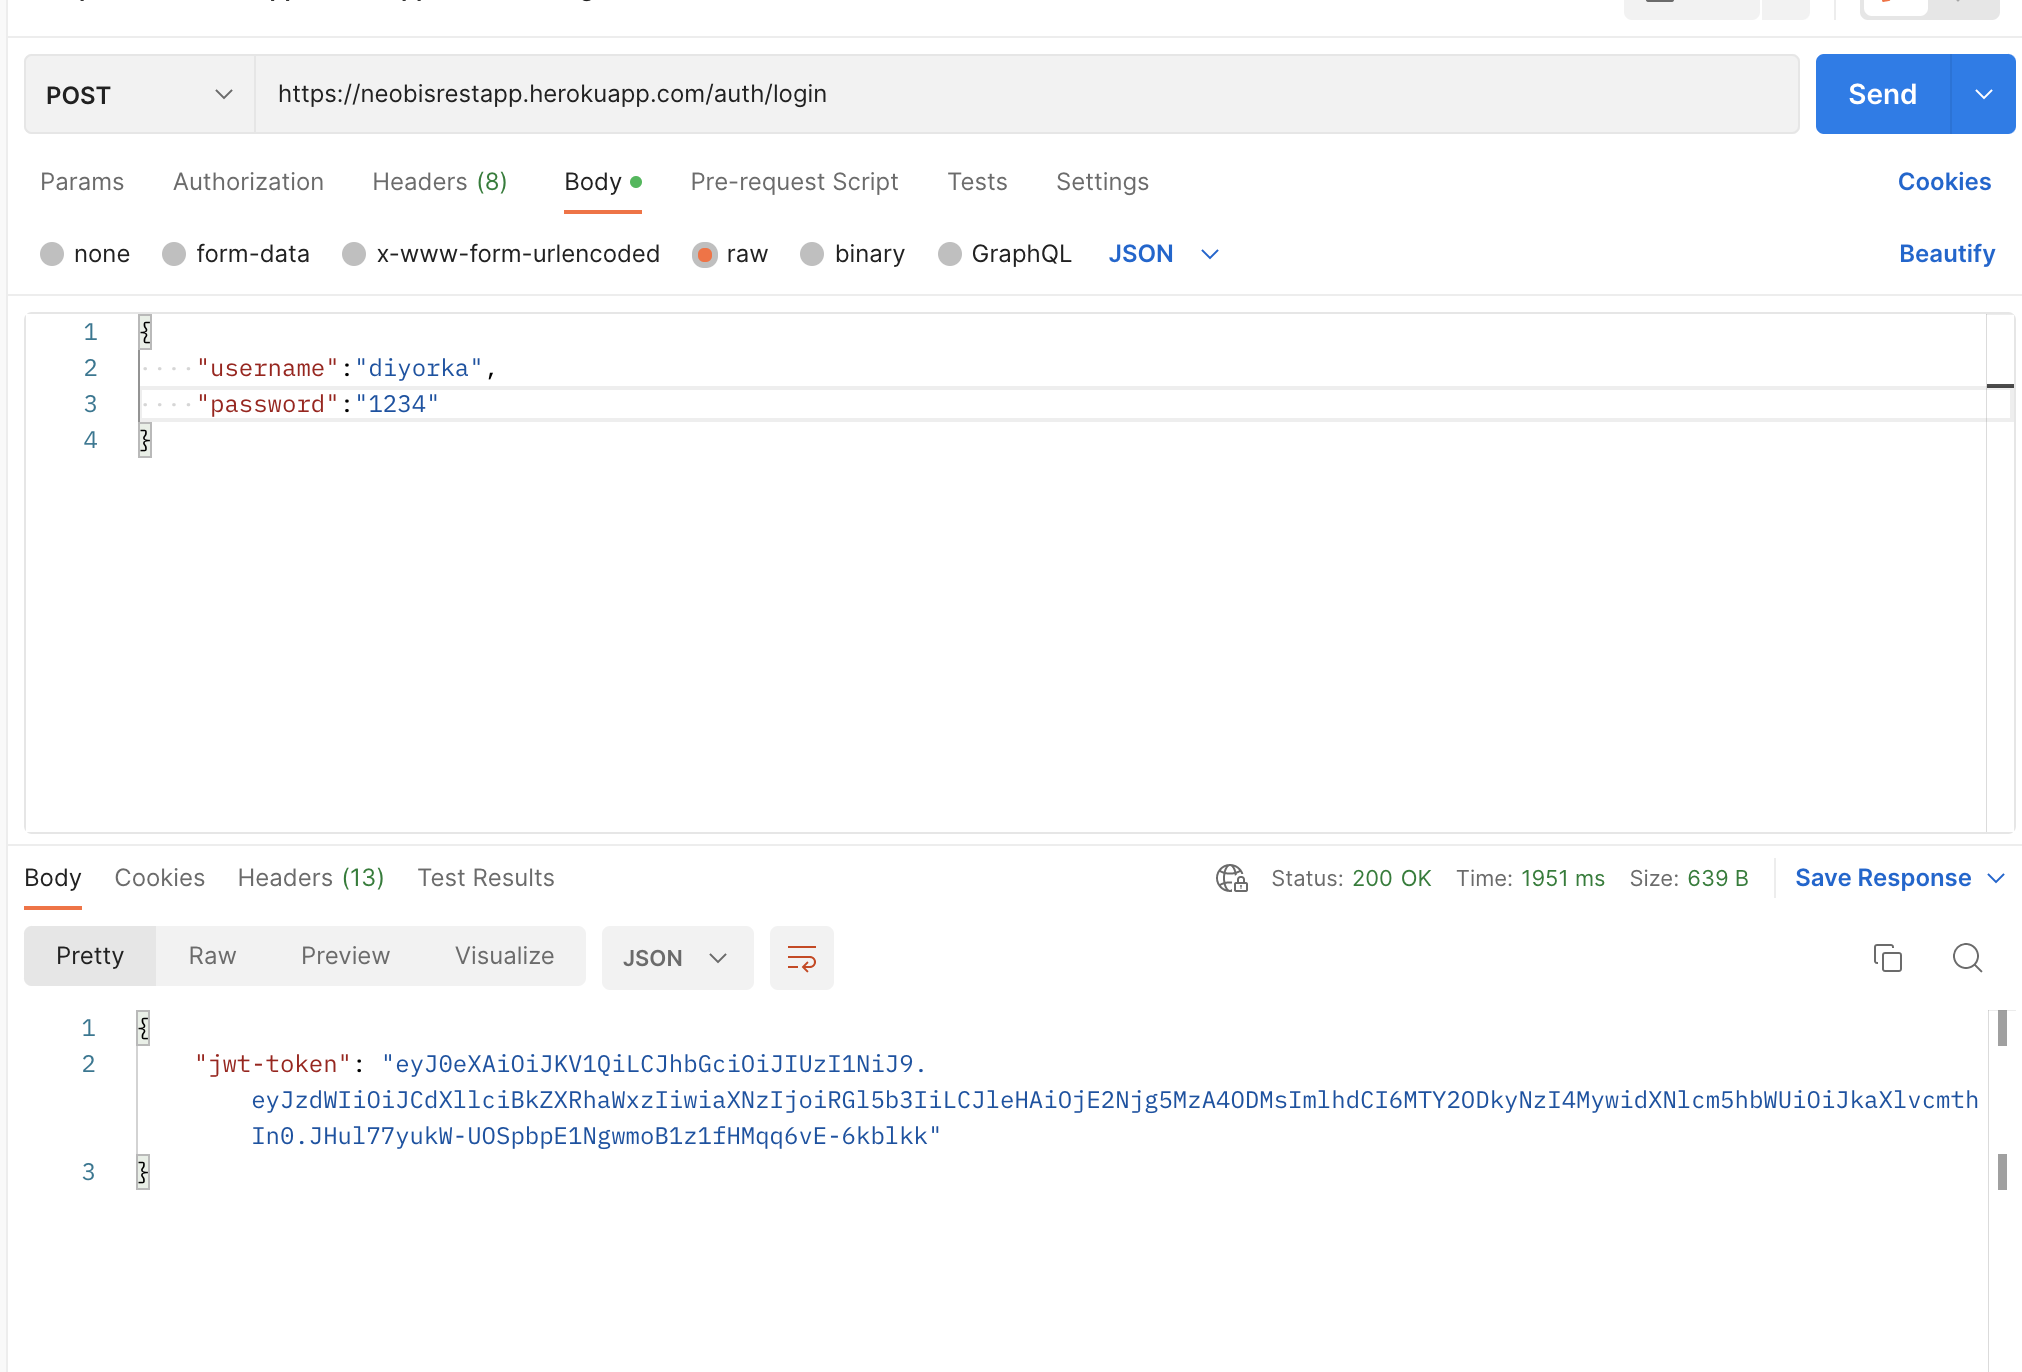 POST
https://neobisrestapp.herokuapp.com/auth/login
Send
Params Authorization Headers (8) Body Pre-request Script Tests Settings Cookies
none form-data x-www-form-urlencoded raw binary GraphQL JSON Beautify
1 {
2 "username":"diyorka",
3 "password":"1234"
4 }
Body Cookies Headers (13) Test Results Status: 200 OK Time: 1951 ms Size: 639 B Save Response
Pretty Raw Preview Visualize JSON
1 {
2 "jwt-token": "eyJ0eXAiOiJKV1QiLCJhbGciOiJIUzI1NiJ9.
eyJzdWIiOiJCdXllciBkZXRhaWxzIiwiaXNzIjoiRGl5b3IiLCJleHAiOjE2Njg5MzA4ODMsImlhdCI6MTY2ODkyNzI4MywidXNlcm5hbWUiOiJkaXlvcmth
In0.JHul77yukW-UOSpbpE1NgwmoB1z1fHMqq6vE-6kblkk"
3 }